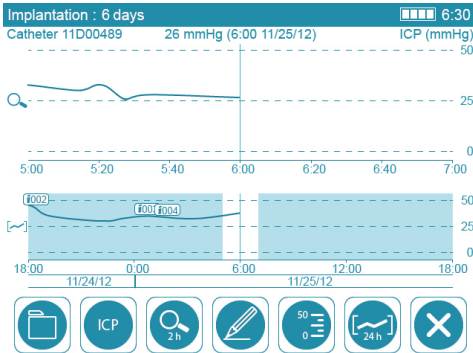 Implantation : 6 days 6:30
Catheter 11D00489 26 mmHg (6:00 11/25/12) ICP (mmHg)
50
25
0
5:00 5:20 5:40 6:00 6:20 6:40 7:00
i002 i004
50
25
0
18:00 0:00 6:00 12:00 18:00
11/24/12 11/25/12
ICP 2 h 50 0 24 h